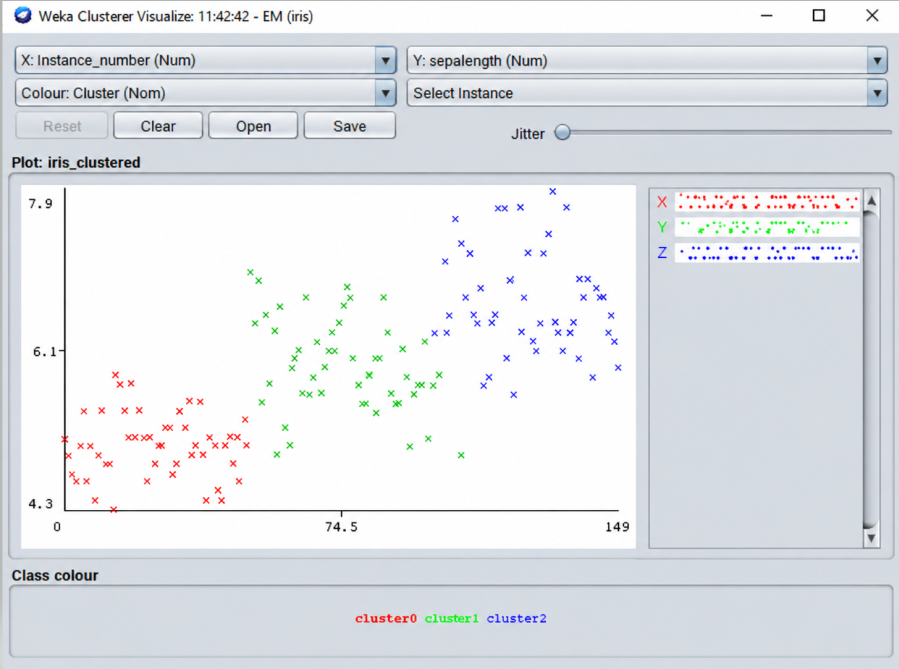 Weka Clusterer Visualize: 11:42:42 - EM (iris)
X: Instance_number (Num) Y: sepallength (Num)
Colour: Cluster (Nom) Select Instance
Reset Clear Open Save Jitter
Plot: iris_clustered
7.9
6.1
4.3
0 74.5 149
X
Y
Z
Class colour
cluster0 cluster1 cluster2